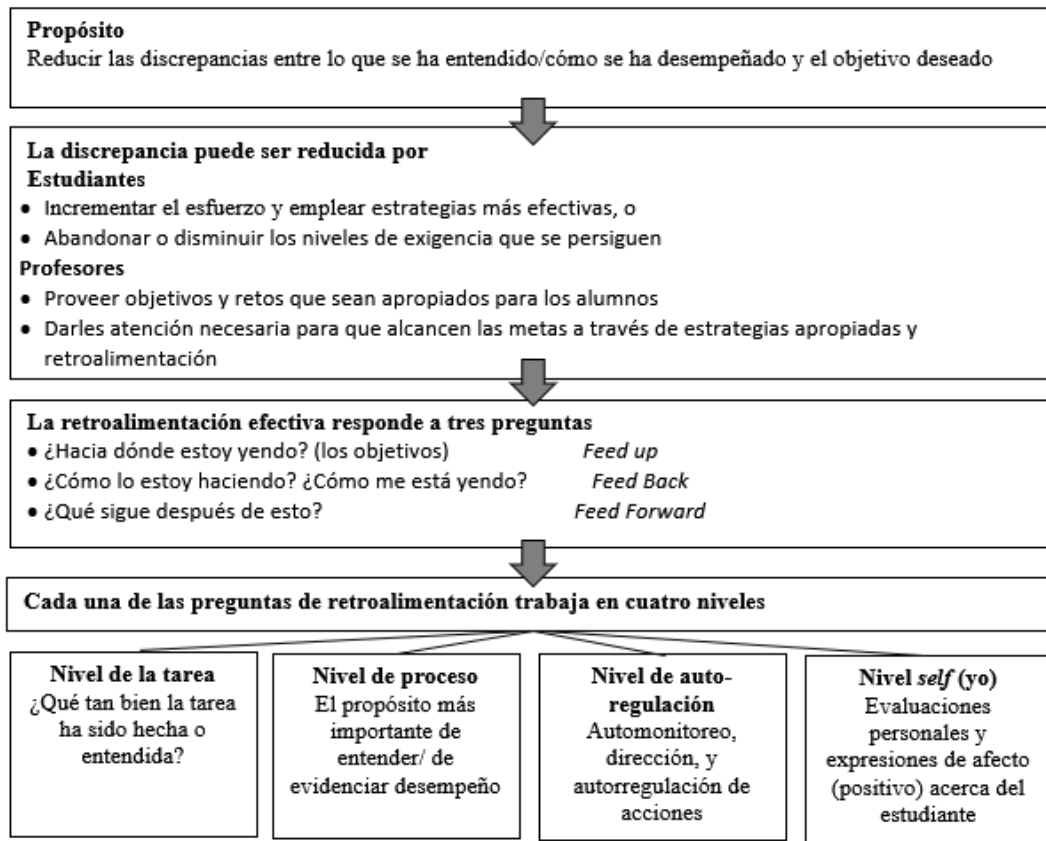 Propósito
Reducir las discrepancias entre lo que se ha entendido/cómo se ha desempeñado y el objetivo deseado
La discrepancia puede ser reducida por
Estudiantes
• Incrementar el esfuerzo y emplear estrategias más efectivas, o
• Abandonar o disminuir los niveles de exigencia que se persiguen
Profesores
• Proveer objetivos y retos que sean apropiados para los alumnos
• Darles atención necesaria para que alcancen las metas a través de estrategias apropiadas y
retroalimentación
La retroalimentación efectiva responde a tres preguntas
• ¿Hacia dónde estoy yendo? (los objetivos) Feed up
• ¿Cómo lo estoy haciendo? ¿Cómo me está yendo? Feed Back
• ¿Qué sigue después de esto? Feed Forward
Cada una de las preguntas de retroalimentación trabaja en cuatro niveles
Nivel de la tarea
¿Qué tan bien la tarea
ha sido hecha o
entendida?
Nivel de proceso
El propósito más
importante de
entender/ de
evidenciar desempeño
Nivel de auto-
regulación
Automonitoreo,
dirección, y
autorregulación de
acciones
Nivel self (yo)
Evaluaciones
personales y
expresiones de afecto
(positivo) acerca del
estudiante